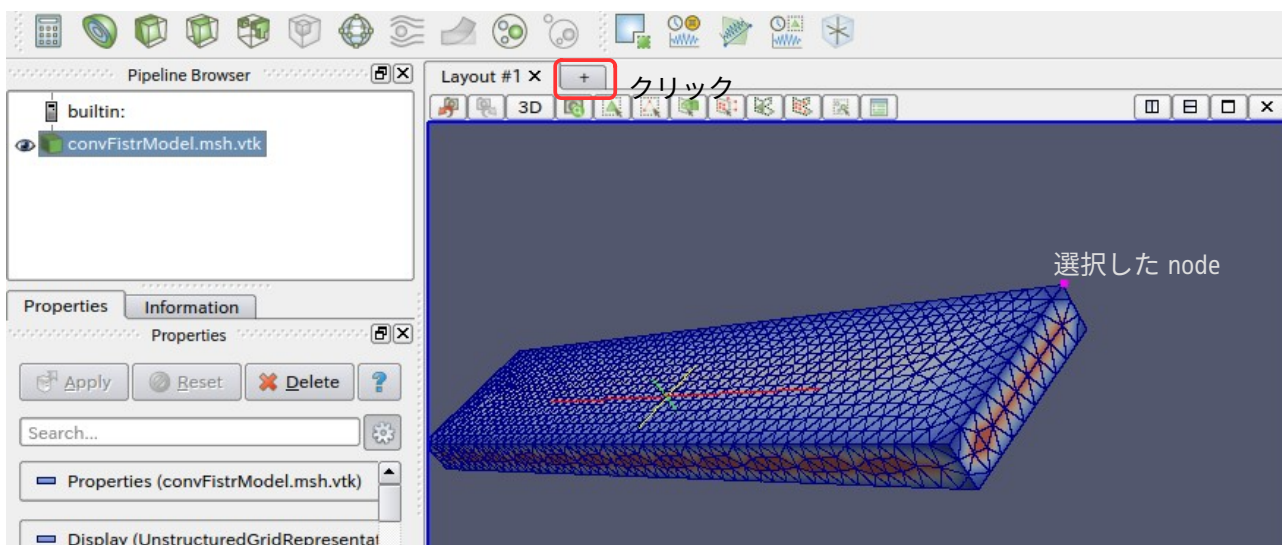 Pipeline Browser
builtin:
convFistrModel.msh.vtk
Properties
Information
Properties
Apply
Reset
Delete
?
Search...
Properties (convFistrModel.msh.vtk)
Display (UnstructuredGridRepresentat
Layout #1
+
クリック
3D
選択した node